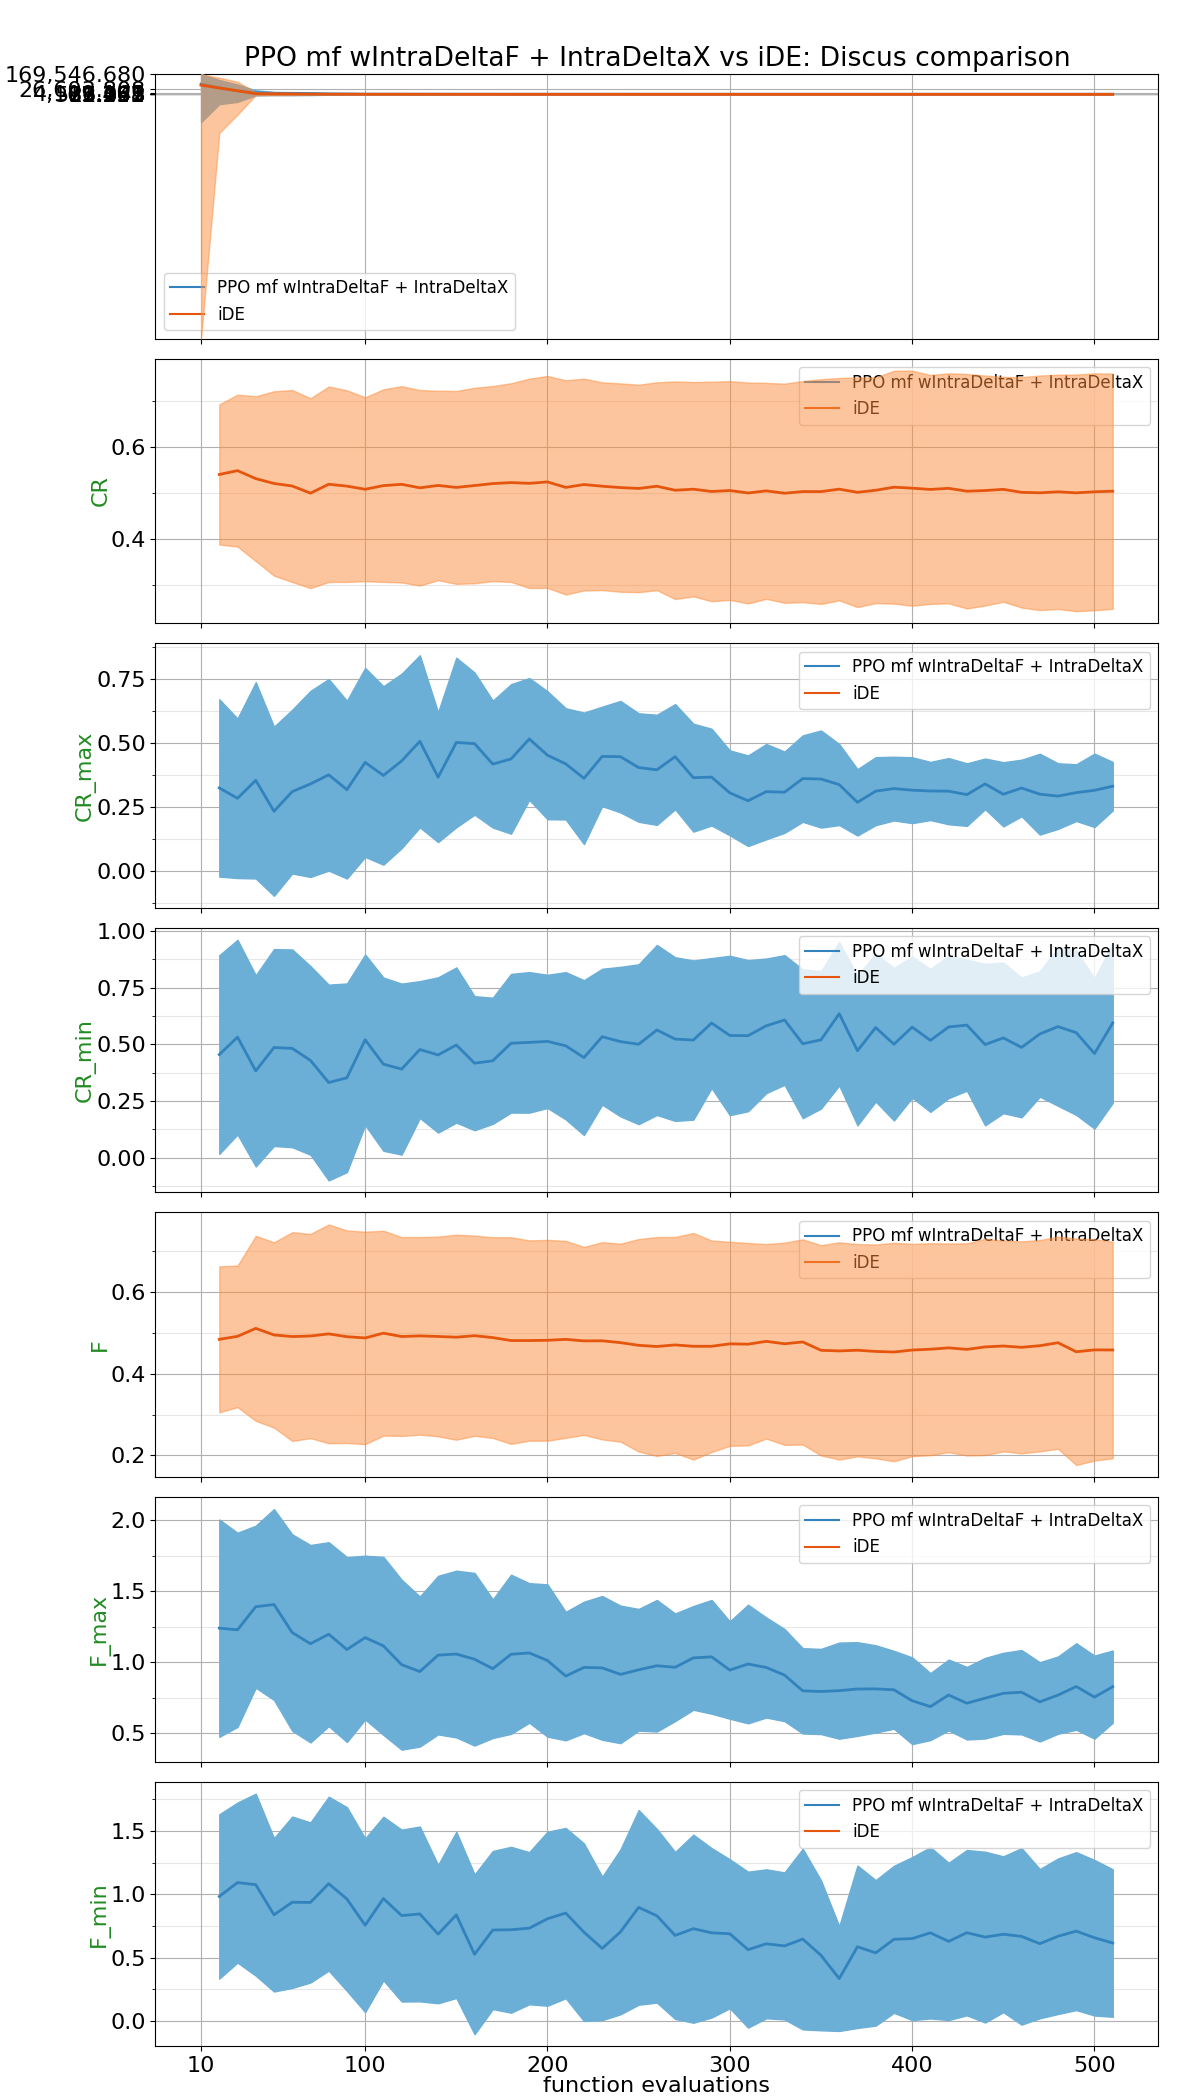 PPO mf wIntraDeltaF + IntraDeltaX vs iDE: Discus comparison
169,546.680
PPO mf wIntraDeltaF + IntraDeltaX
iDE
PPO mf wIntraDeltaF + IntraDeltaX
iDE
0.6
0.4
CR
PPO mf wIntraDeltaF + IntraDeltaX
iDE
0.75
0.50
0.25
0.00
CR_max
PPO mf wIntraDeltaF + IntraDeltaX
iDE
1.00
0.75
0.50
0.25
0.00
CR_min
PPO mf wIntraDeltaF + IntraDeltaX
iDE
0.6
0.4
0.2
F
PPO mf wIntraDeltaF + IntraDeltaX
iDE
2.0
1.5
1.0
0.5
F_max
PPO mf wIntraDeltaF + IntraDeltaX
iDE
1.5
1.0
0.5
0.0
F_min
10 100 200 300 400 500
function evaluations